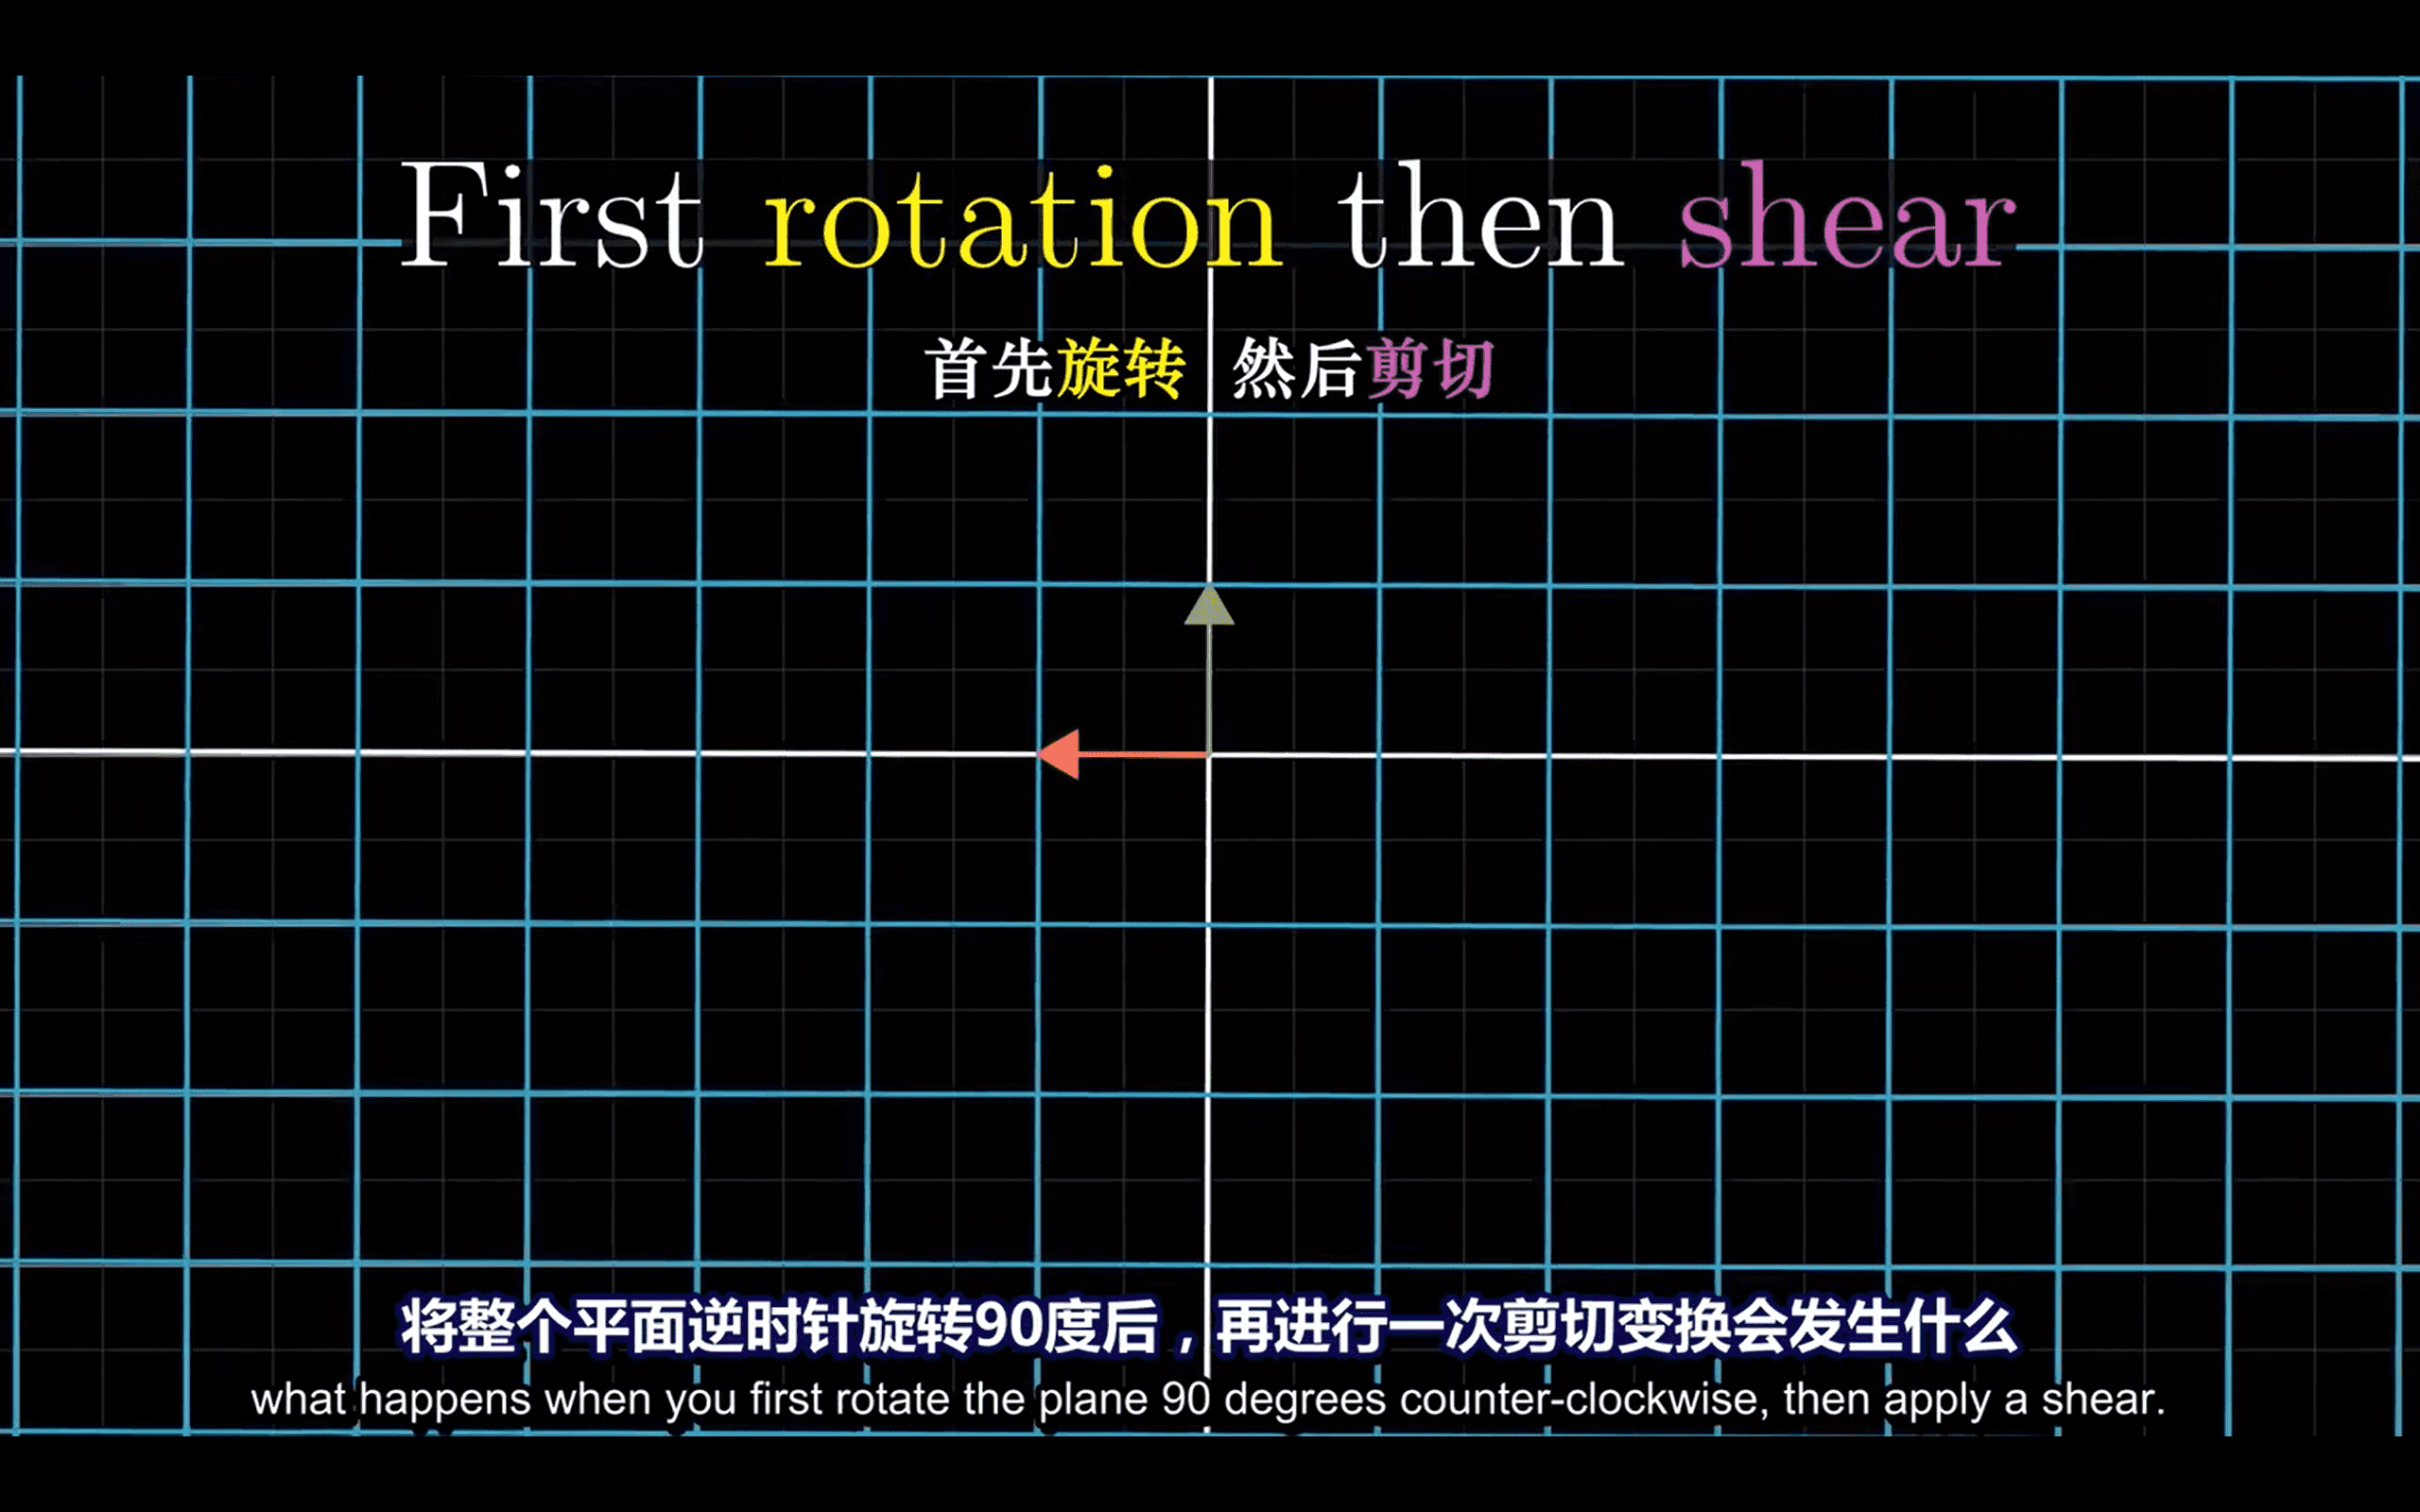 First rotation then shear
首先旋转 然后剪切
将整个平面逆时针旋转90度后，再进行一次剪切变换会发生什么
what happens when you first rotate the plane 90 degrees counter-clockwise, then apply a shear.